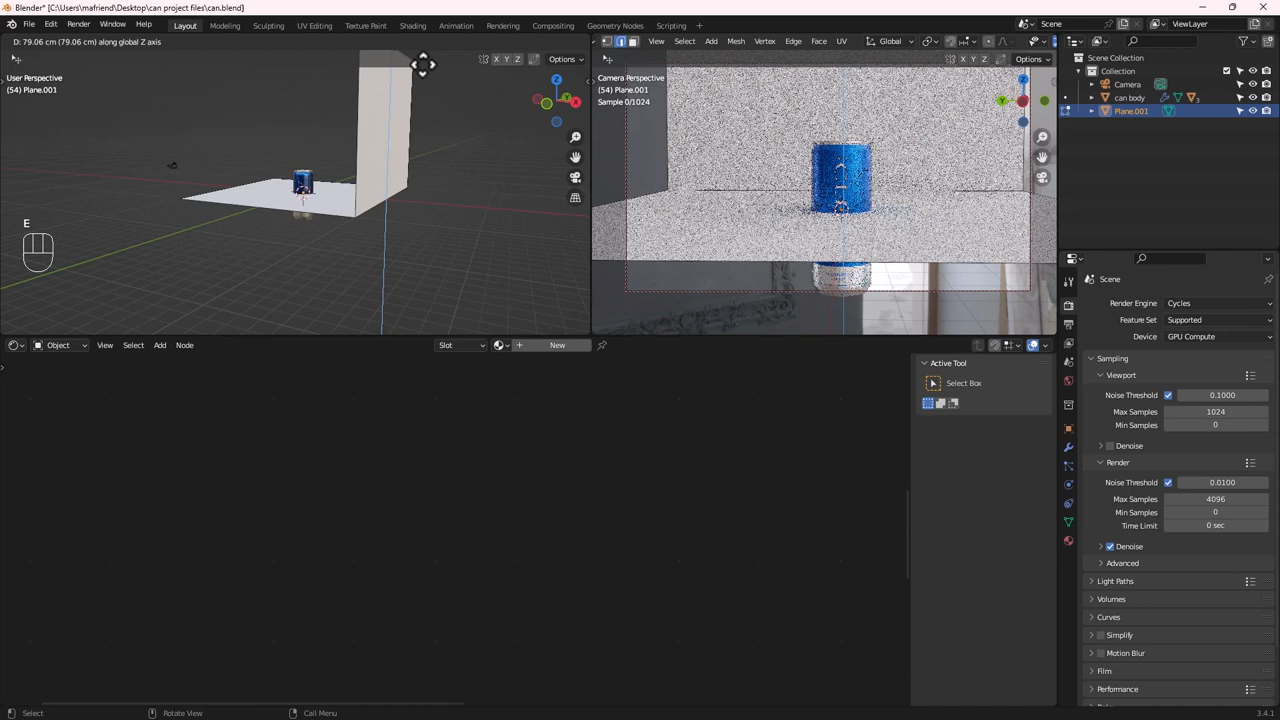 Blender* [C:\Users\mafriend\Desktop\can project files\can.blend]
File Edit Render Window Help Layout Modeling Sculpting UV Editing Texture Paint Shading Animation Rendering Compositing Geometry Nodes Scripting + Scene ViewLayer
D: 79.06 cm (79.06 cm) along global Z axis
View Select Add Mesh Vertex Edge Face UV Global
X Y Z Options
X Y Z Options
User Perspective
(54) Plane.001
Camera Perspective
(54) Plane.001
Sample 0/1024
Z
Y
X
Z
Y
E
Scene Collection
Collection
Camera
can body 3
Plane.001
Scene
Render Engine Cycles
Feature Set Supported
Device GPU Compute
Sampling
Viewport
Noise Threshold 0.1000
Max Samples 1024
Min Samples 0
Denoise
Render
Noise Threshold 0.0100
Max Samples 4096
Min Samples 0
Time Limit 0 sec
Denoise
Advanced
Light Paths
Volumes
Curves
Simplify
Motion Blur
Film
Performance
Object View Select Add Node Slot + New
Active Tool
Select Box
Select Rotate View Call Menu 3.4.1